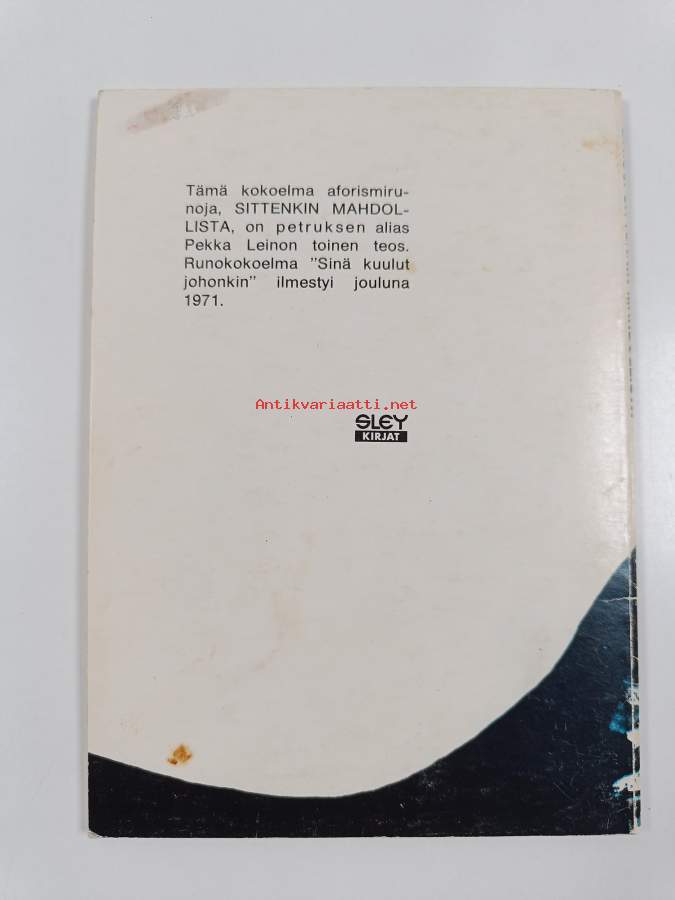 Tämä kokoelma aforismiru-
noja, SITTENKIN MAHDOL-
LISTA, on petruksen alias
Pekka Leinon toinen teos.
Runokokoelma "Sinä kuulut
johonkin" ilmestyi jouluna
1971.
Antikvariaatti.net
SLEY
KIRJAT